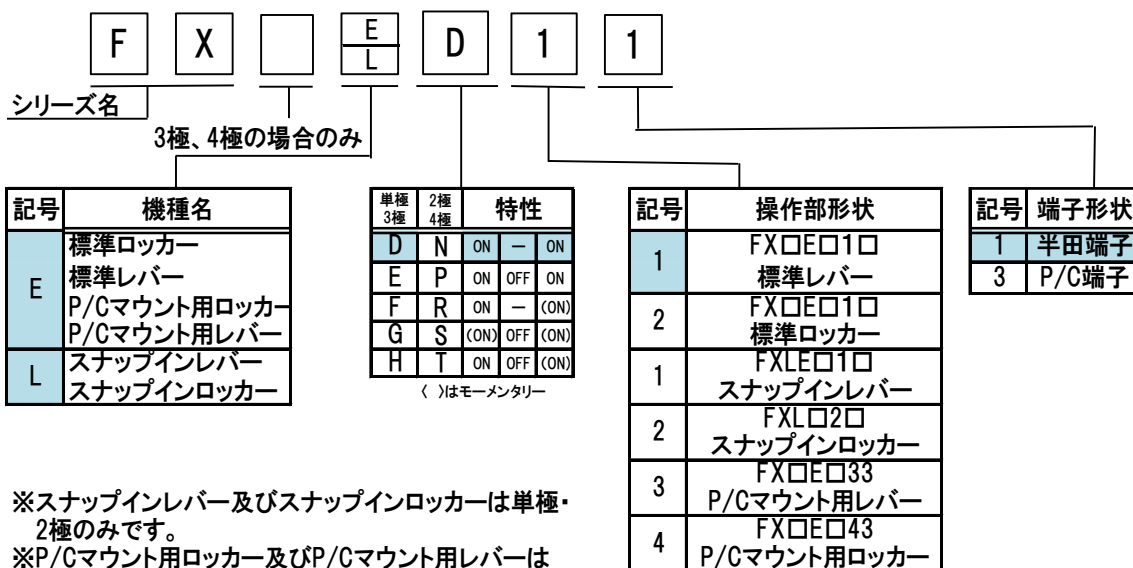 F X E/L D 1 1
シリーズ名
3極、4極の場合のみ
記号 機種名
E 標準ロッカー
標準レバー
P/Cマウント用ロッカー
P/Cマウント用レバー
L スナップインレバー
スナップインロッカー
単極 3極 2極 4極 特性
D N ON － ON
E P ON OFF ON
F R ON － (ON)
G S (ON) OFF (ON)
H T ON OFF (ON)
〈 〉はモーメンタリー
記号 操作部形状
1 FX□E□1□
標準レバー
2 FX□E□1□
標準ロッカー
1 FXLE□1□
スナップインレバー
2 FXL□2□
スナップインロッカー
3 FX□E□33
P/Cマウント用レバー
4 FX□E□43
P/Cマウント用ロッカー
記号 端子形状
1 半田端子
3 P/C端子
※スナップインレバー及びスナップインロッカーは単極・
2極のみです。
※P/Cマウント用ロッカー及びP/Cマウント用レバーは